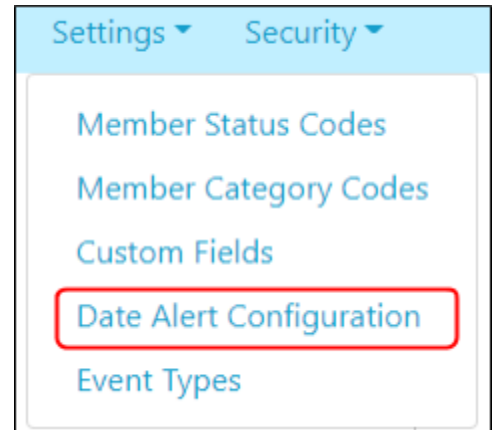 Settings Security
Member Status Codes
Member Category Codes
Custom Fields
Date Alert Configuration
Event Types